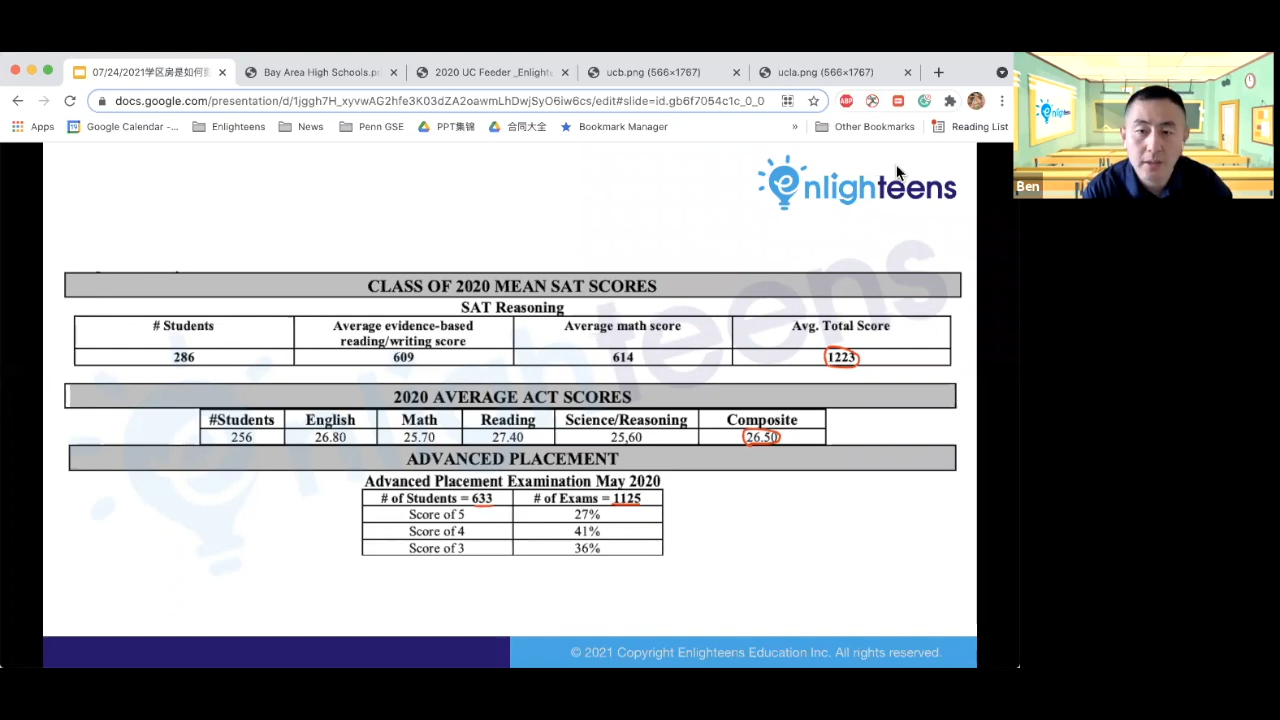 07/24/2021学区房是如何
Bay Area High Schools.p
2020 UC Feeder _Enlight
ucb.png (566×1767)
ucla.png (566×1767)
docs.google.com/presentation/d/1jggh7H_xyvwAG2hfe3K03dZA2oawmLhDwjSyO6iw6cs/edit#slide=id.gb6f7054c1c_0_0
ABP
Apps
Google Calendar -...
Enlighteens
News
Penn GSE
PPT集锦
合同大全
Bookmark Manager
»
Other Bookmarks
Reading List
enlighteens
Ben
enlighteens
CLASS OF 2020 MEAN SAT SCORES
SAT Reasoning
# Students Average evidence-based Average math score Avg. Total Score
reading/writing score
286 609 614 1223
2020 AVERAGE ACT SCORES
#Students English Math Reading Science/Reasoning Composite
256 26.80 25.70 27.40 25,60 26.50
ADVANCED PLACEMENT
Advanced Placement Examination May 2020
# of Students = 633 # of Exams = 1125
Score of 5 27%
Score of 4 41%
Score of 3 36%
enlighteens
© 2021 Copyright Enlighteens Education Inc. All rights reserved.